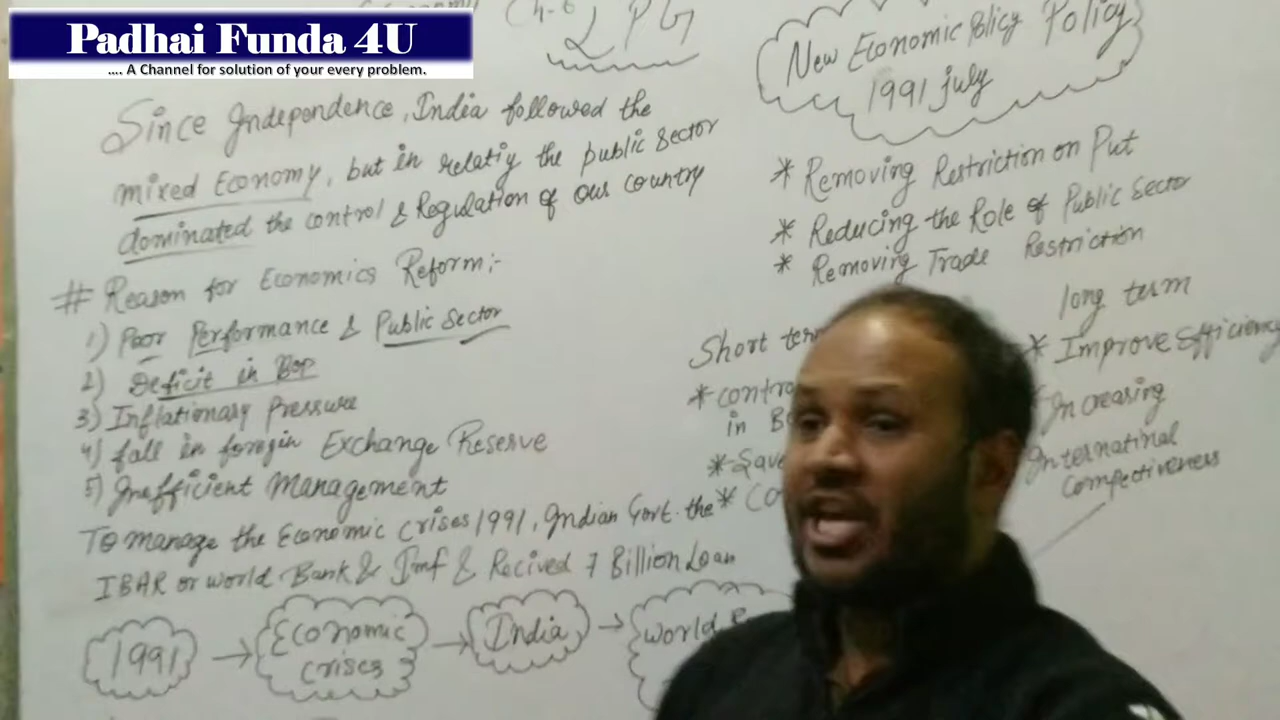 Padhai Funda 4U
.... A Channel for solution of your every problem.
LPG
Since Independence, India followed the
mixed Economy, but in relatiy the public Sector
dominated the control & Regulation of our country
# Reason for Economics Reform:-
1) Poor Performance & Public Sector
2) Deficit in Bop
3) Inflationary Pressure
4) fall in foregin Exchange Reserve
5) Inefficient Management
To manage the Economic crises 1991, Indian Govt. the
IBAR or world Bank & Imf & Recived 7 Billion Loan
1991 → Economic crises → India → World
New Economic Policy Policy
1991 july
* Removing Restriction on Put
* Reducing the Role of Public Sector
* Removing Trade Restriction
Short term
*
in
*
*
long term
* Improve Efficiency
Increasing
Internatinal
Compectiveness